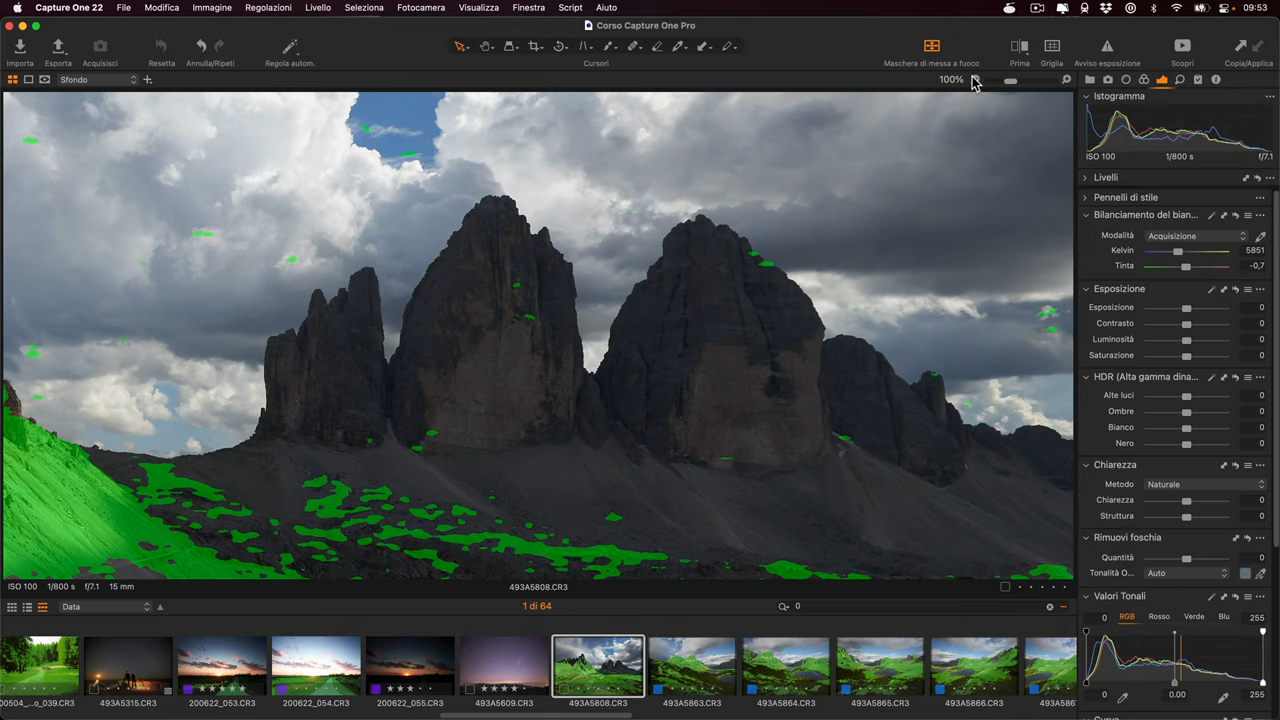 Capture One 22 File Modifica Immagine Regolazioni Livello Seleziona Fotocamera Visualizza Finestra Script Aiuto 09:53
Corso Capture One Pro
Importa Esporta Acquisisci Resetta Annulla/Ripeti Regola autom. Cursori Maschera di messa a fuoco Prima Griglia Avviso esposizione Scopri Copia/Applica
Sfondo 100%
Istogramma
ISO 100 1/800 s f/7.1
Livelli
Pennelli di stile
Bilanciamento del bian...
Modalità Acquisizione
Kelvin 5851
Tinta -0,7
Esposizione
Esposizione 0
Contrasto 0
Luminosità 0
Saturazione 0
HDR (Alta gamma dina...
Alte luci 0
Ombre 0
Bianco 0
Nero 0
Chiarezza
Metodo Naturale
Chiarezza 0
Struttura 0
Rimuovi foschia
Quantità 0
Tonalità O... Auto
Valori Tonali
0 RGB Rosso Verde Blu 255
0 0.00 255
ISO 100 1/800 s f/7.1 15 mm 493A5808.CR3
Data 1 di 64 0
00504_..o_039.CR3 493A5315.CR3 200622_053.CR3 200622_054.CR3 200622_055.CR3 493A5609.CR3 493A5808.CR3 493A5863.CR3 493A5864.CR3 493A5865.CR3 493A5866.CR3 493A586